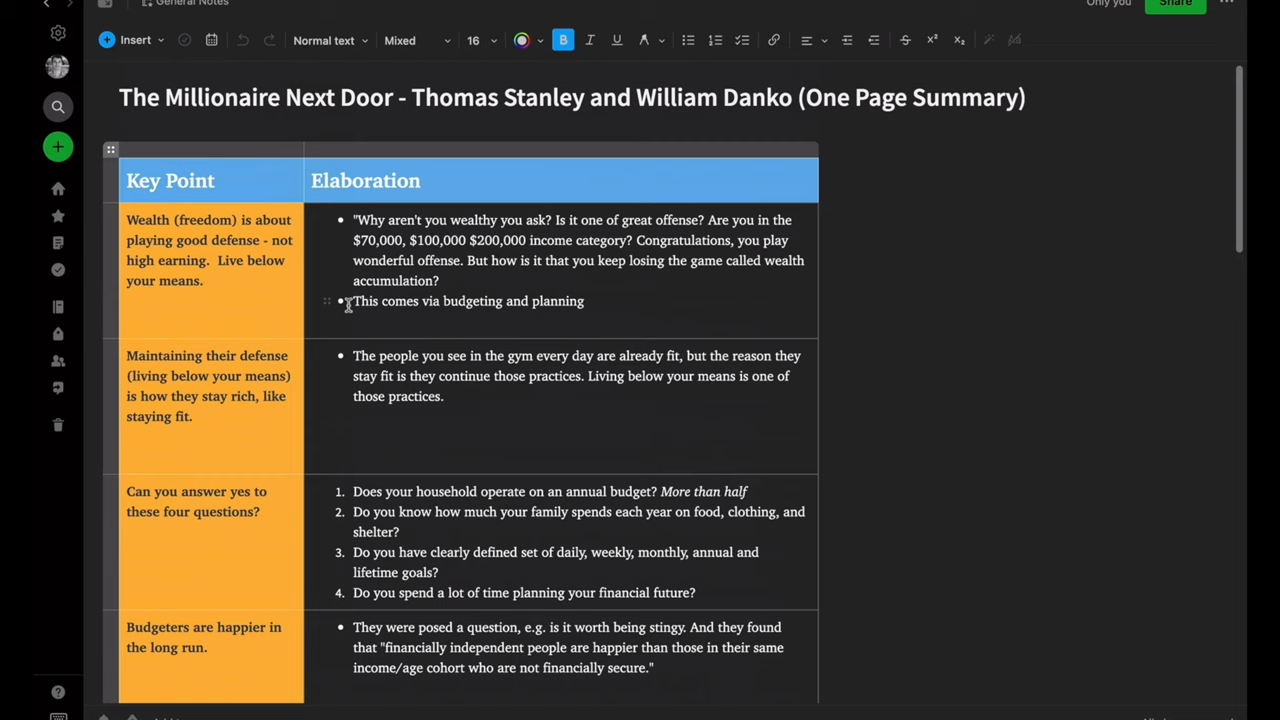 General Notes
Only you
Share
Insert
Normal text
Mixed
16
B
I
U
The Millionaire Next Door - Thomas Stanley and William Danko (One Page Summary)
Key Point
Elaboration
Wealth (freedom) is about
playing good defense - not
high earning. Live below
your means.
• "Why aren't you wealthy you ask? Is it one of great offense? Are you in the
$70,000, $100,000 $200,000 income category? Congratulations, you play
wonderful offense. But how is it that you keep losing the game called wealth
accumulation?
• This comes via budgeting and planning
Maintaining their defense
(living below your means)
is how they stay rich, like
staying fit.
• The people you see in the gym every day are already fit, but the reason they
stay fit is they continue those practices. Living below your means is one of
those practices.
Can you answer yes to
these four questions?
1. Does your household operate on an annual budget? More than half
2. Do you know how much your family spends each year on food, clothing, and
shelter?
3. Do you have clearly defined set of daily, weekly, monthly, annual and
lifetime goals?
4. Do you spend a lot of time planning your financial future?
Budgeters are happier in
the long run.
• They were posed a question, e.g. is it worth being stingy. And they found
that "financially independent people are happier than those in their same
income/age cohort who are not financially secure."